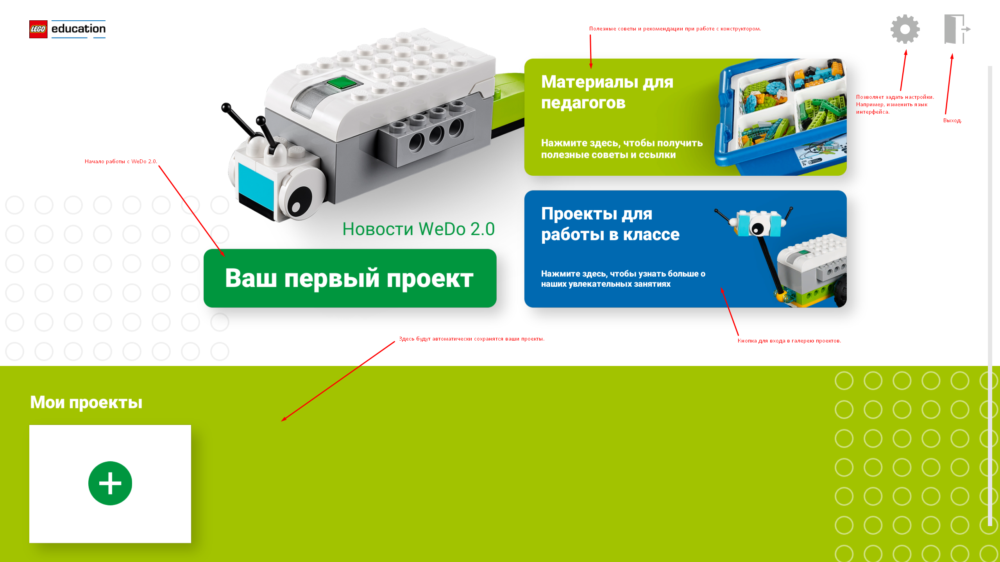 LEGO education
Полезные советы и рекомендации при работе с конструктором.
Материалы для
педагогов
Нажмите здесь, чтобы получить
полезные советы и ссылки
7+
Позволяет задать настройки.
Например, изменить язык
интерфейса.
Выход.
Начало работы с WeDo 2.0.
Новости WeDo 2.0
Ваш первый проект
Проекты для
работы в классе
Нажмите здесь, чтобы узнать больше о
наших увлекательных занятиях
Здесь будут автоматически сохранятся ваши проекты.
Кнопка для входа в галерею проектов.
Мои проекты